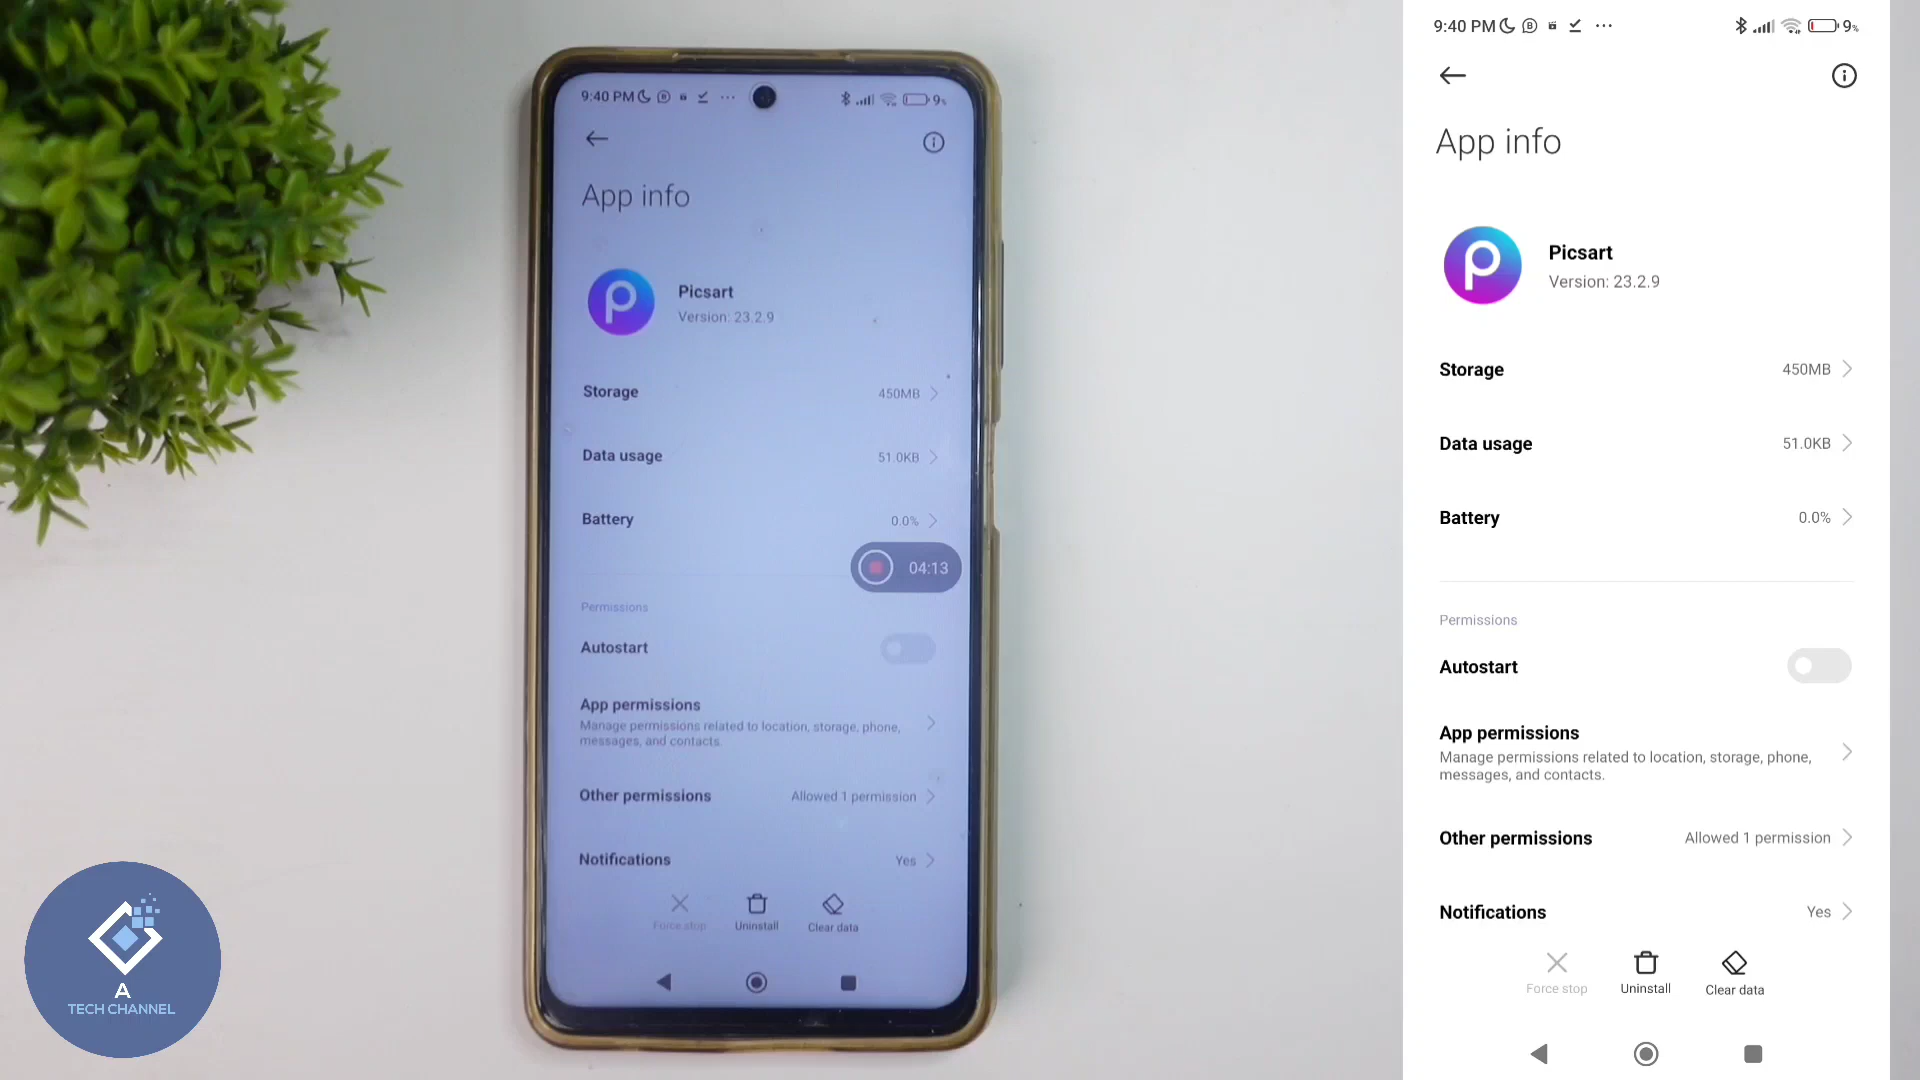 9:40 PM
9%
App info
Picsart
Version: 23.2.9
Storage
450MB
Data usage
51.0KB
Battery
0.0%
04:13
Permissions
Autostart
App permissions
Manage permissions related to location, storage, phone,
messages, and contacts.
Other permissions
Allowed 1 permission
Notifications
Yes
Force stop
Uninstall
Clear data
A
TECH CHANNEL
9:40 PM
9%
App info
Picsart
Version: 23.2.9
Storage
450MB
Data usage
51.0KB
Battery
0.0%
Permissions
Autostart
App permissions
Manage permissions related to location, storage, phone,
messages, and contacts.
Other permissions
Allowed 1 permission
Notifications
Yes
Force stop
Uninstall
Clear data